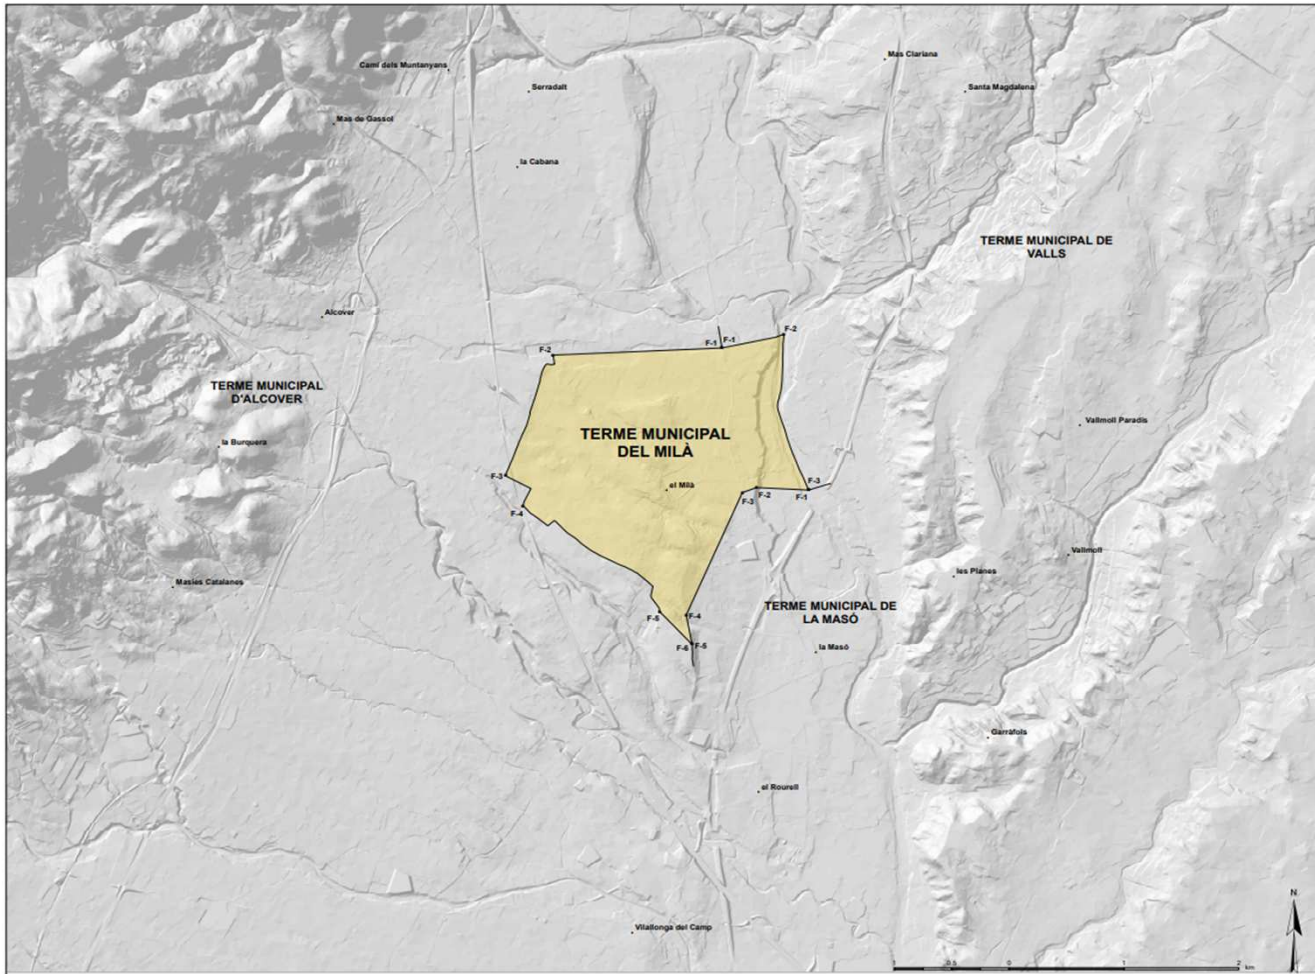 Mas Clariana
Camí dels Muntanyans
Serradalt
Santa Magdalena
Mas de Gassol
la Cabana
TERME MUNICIPAL DE
VALLS
Alcover
F-2
F-1
F-1
F-2
TERME MUNICIPAL
D'ALCOVER
Vallmoll Paradís
TERME MUNICIPAL
DEL MILÀ
la Burquera
F-3
el Milà
F-3
F-2
F-1
F-3
F-4
Vallmoll
les Planes
Masies Catalanes
TERME MUNICIPAL DE
LA MASÓ
F-5
F-4
F-6
F-5
la Masó
Garràfols
el Rourell
N
Vilallonga del Camp
1 0.5 0 1 2
km